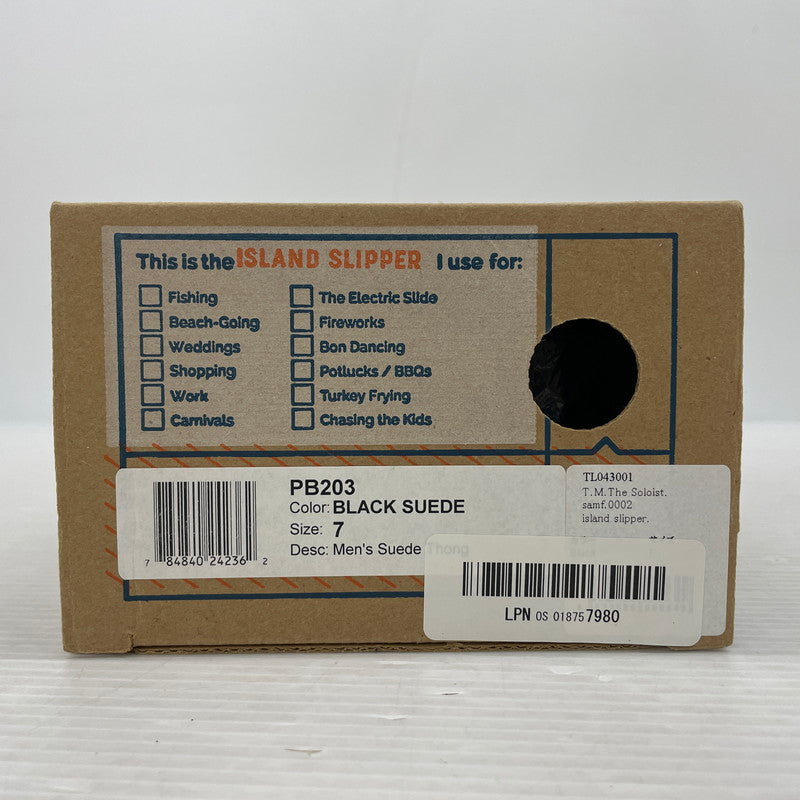 This is the ISLAND SLIPPER I use for:
Fishing
Beach-Going
Weddings
Shopping
Work
Carnivals
The Electric Slide
Fireworks
Bon Dancing
Potlucks / BBQs
Turkey Frying
Chasing the Kids
PB203
Color: BLACK SUEDE
Size: 7
Desc: Men's Suede Thong
7 84840 24236 2
TL043001
T.M.The Soloist.
samf.0002
island slipper.
LPN OS 018757980